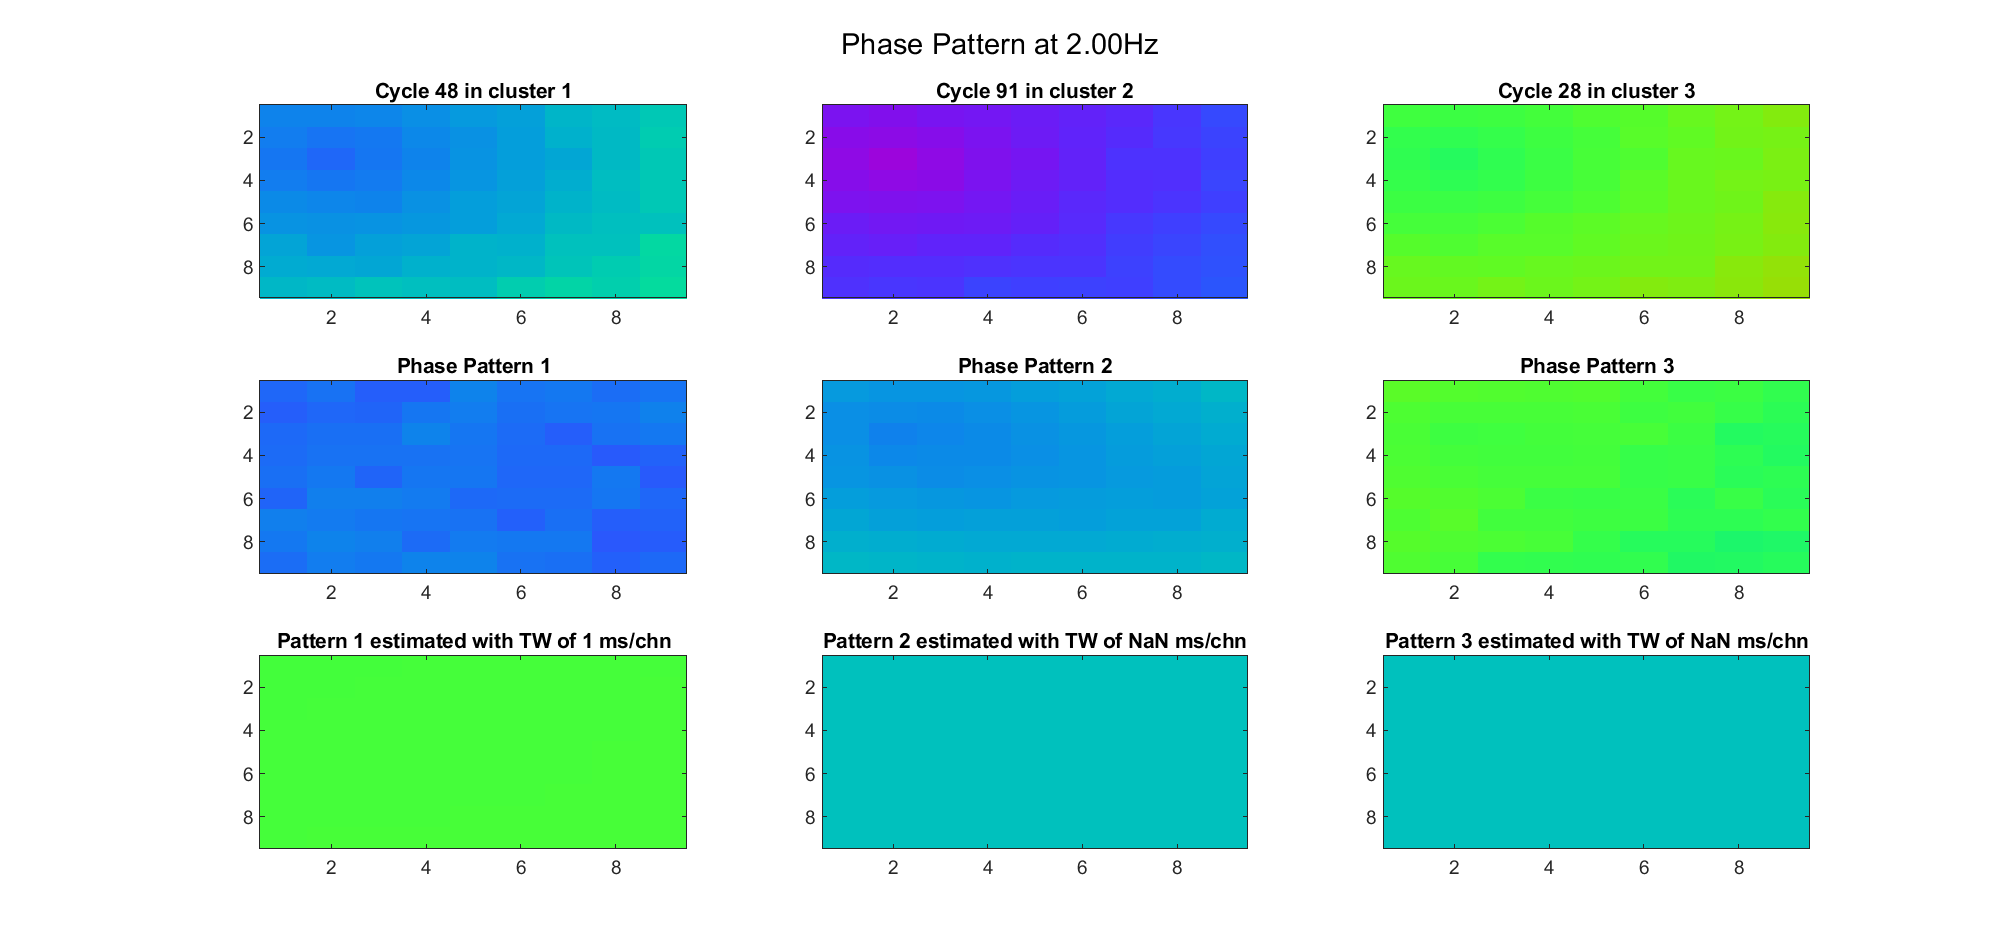 Phase Pattern at 2.00Hz
Cycle 48 in cluster 1
Cycle 91 in cluster 2
Cycle 28 in cluster 3
2
4
6
8
2 4 6 8
2
4
6
8
2 4 6 8
2
4
6
8
2 4 6 8
Phase Pattern 1
Phase Pattern 2
Phase Pattern 3
2
4
6
8
2 4 6 8
2
4
6
8
2 4 6 8
2
4
6
8
2 4 6 8
Pattern 1 estimated with TW of 1 ms/chn
Pattern 2 estimated with TW of NaN ms/chn
Pattern 3 estimated with TW of NaN ms/chn
2
4
6
8
2 4 6 8
2
4
6
8
2 4 6 8
2
4
6
8
2 4 6 8